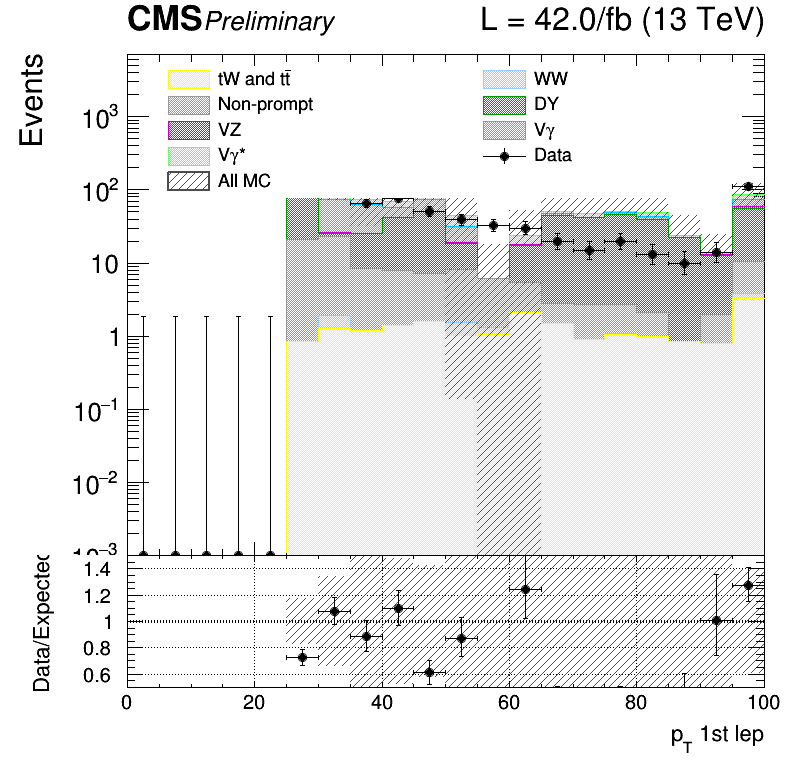 CMS Preliminary L = 42.0/fb (13 TeV)
Events
tW and tt̄ WW
Non-prompt DY
VZ Vγ
Vγ* Data
All MC
10³
10²
10
1
10⁻¹
10⁻²
Data/Expected
1.4
1.2
1
0.8
0.6
0 20 40 60 80 100
p_T 1st lep